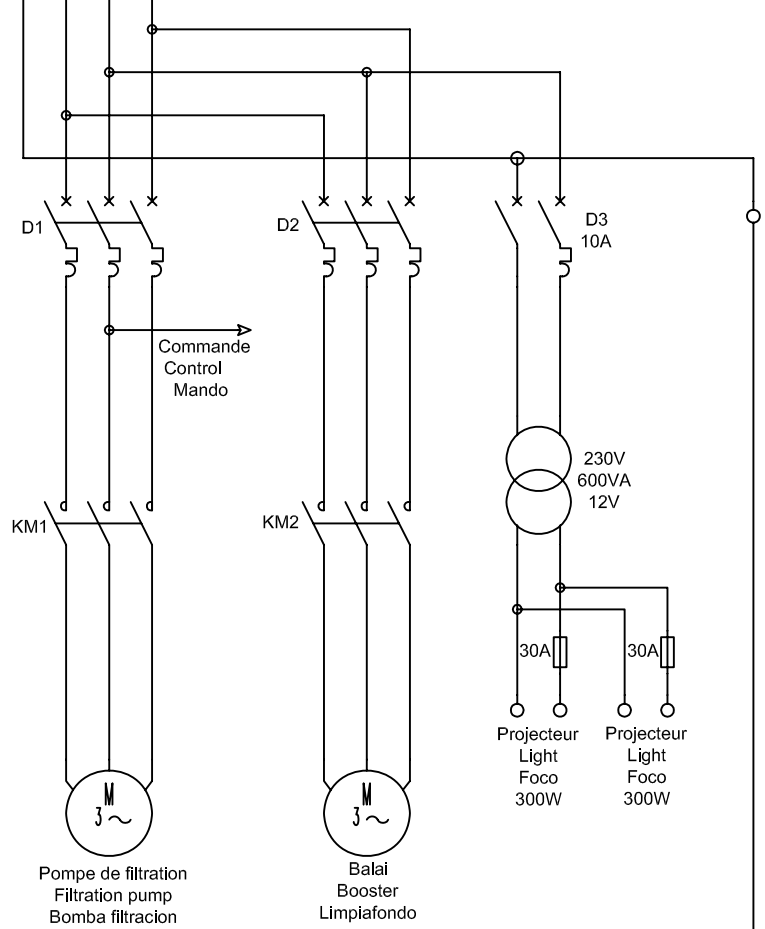 D1
D2
D3
10A
Commande
Control
Mando
230V
600VA
12V
KM1
KM2
30A
30A
Projecteur
Light
Foco
300W
Projecteur
Light
Foco
300W
M
3~
M
3~
Pompe de filtration
Filtration pump
Bomba filtracion
Balai
Booster
Limpiafondo